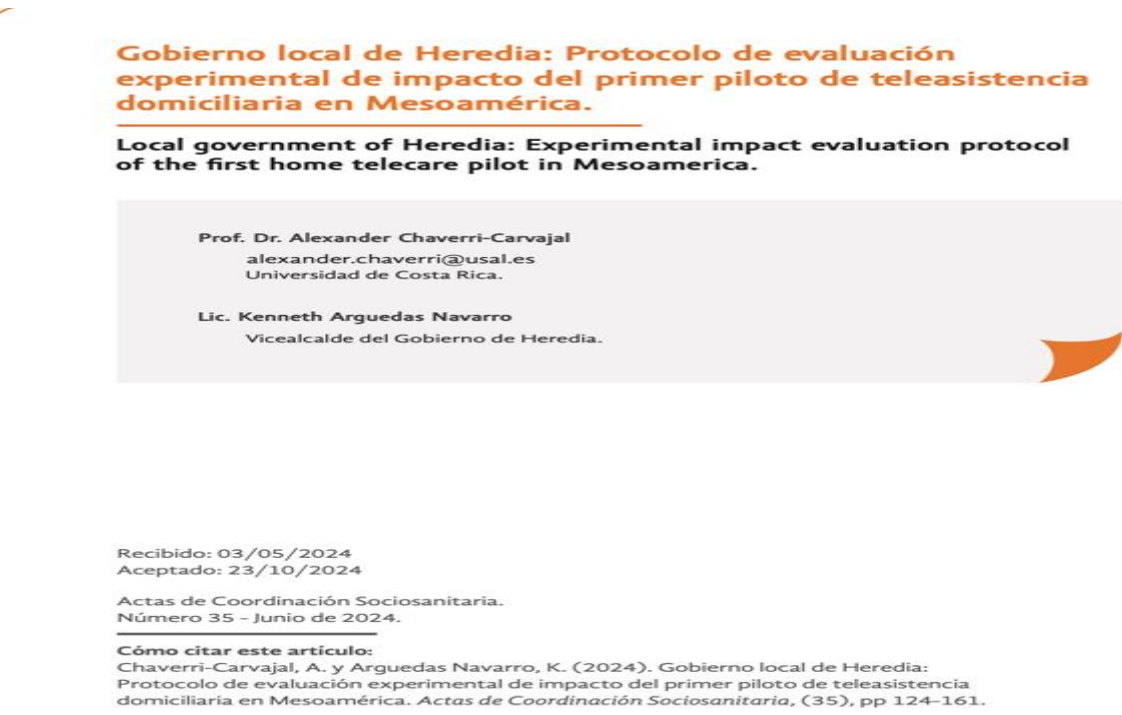 Gobierno local de Heredia: Protocolo de evaluación
experimental de impacto del primer piloto de teleasistencia
domiciliaria en Mesoamérica.
Local government of Heredia: Experimental impact evaluation protocol
of the first home telecare pilot in Mesoamerica.
Prof. Dr. Alexander Chaverri-Carvajal
alexander.chaverri@usal.es
Universidad de Costa Rica.
Lic. Kenneth Arguedas Navarro
Vicealcalde del Gobierno de Heredia.
Recibido: 03/05/2024
Aceptado: 23/10/2024
Actas de Coordinación Sociosanitaria.
Número 35 - Junio de 2024.
Cómo citar este artículo:
Chaverri-Carvajal, A. y Arguedas Navarro, K. (2024). Gobierno local de Heredia:
Protocolo de evaluación experimental de impacto del primer piloto de teleasistencia
domiciliaria en Mesoamérica. Actas de Coordinación Sociosanitaria, (35), pp 124-161.